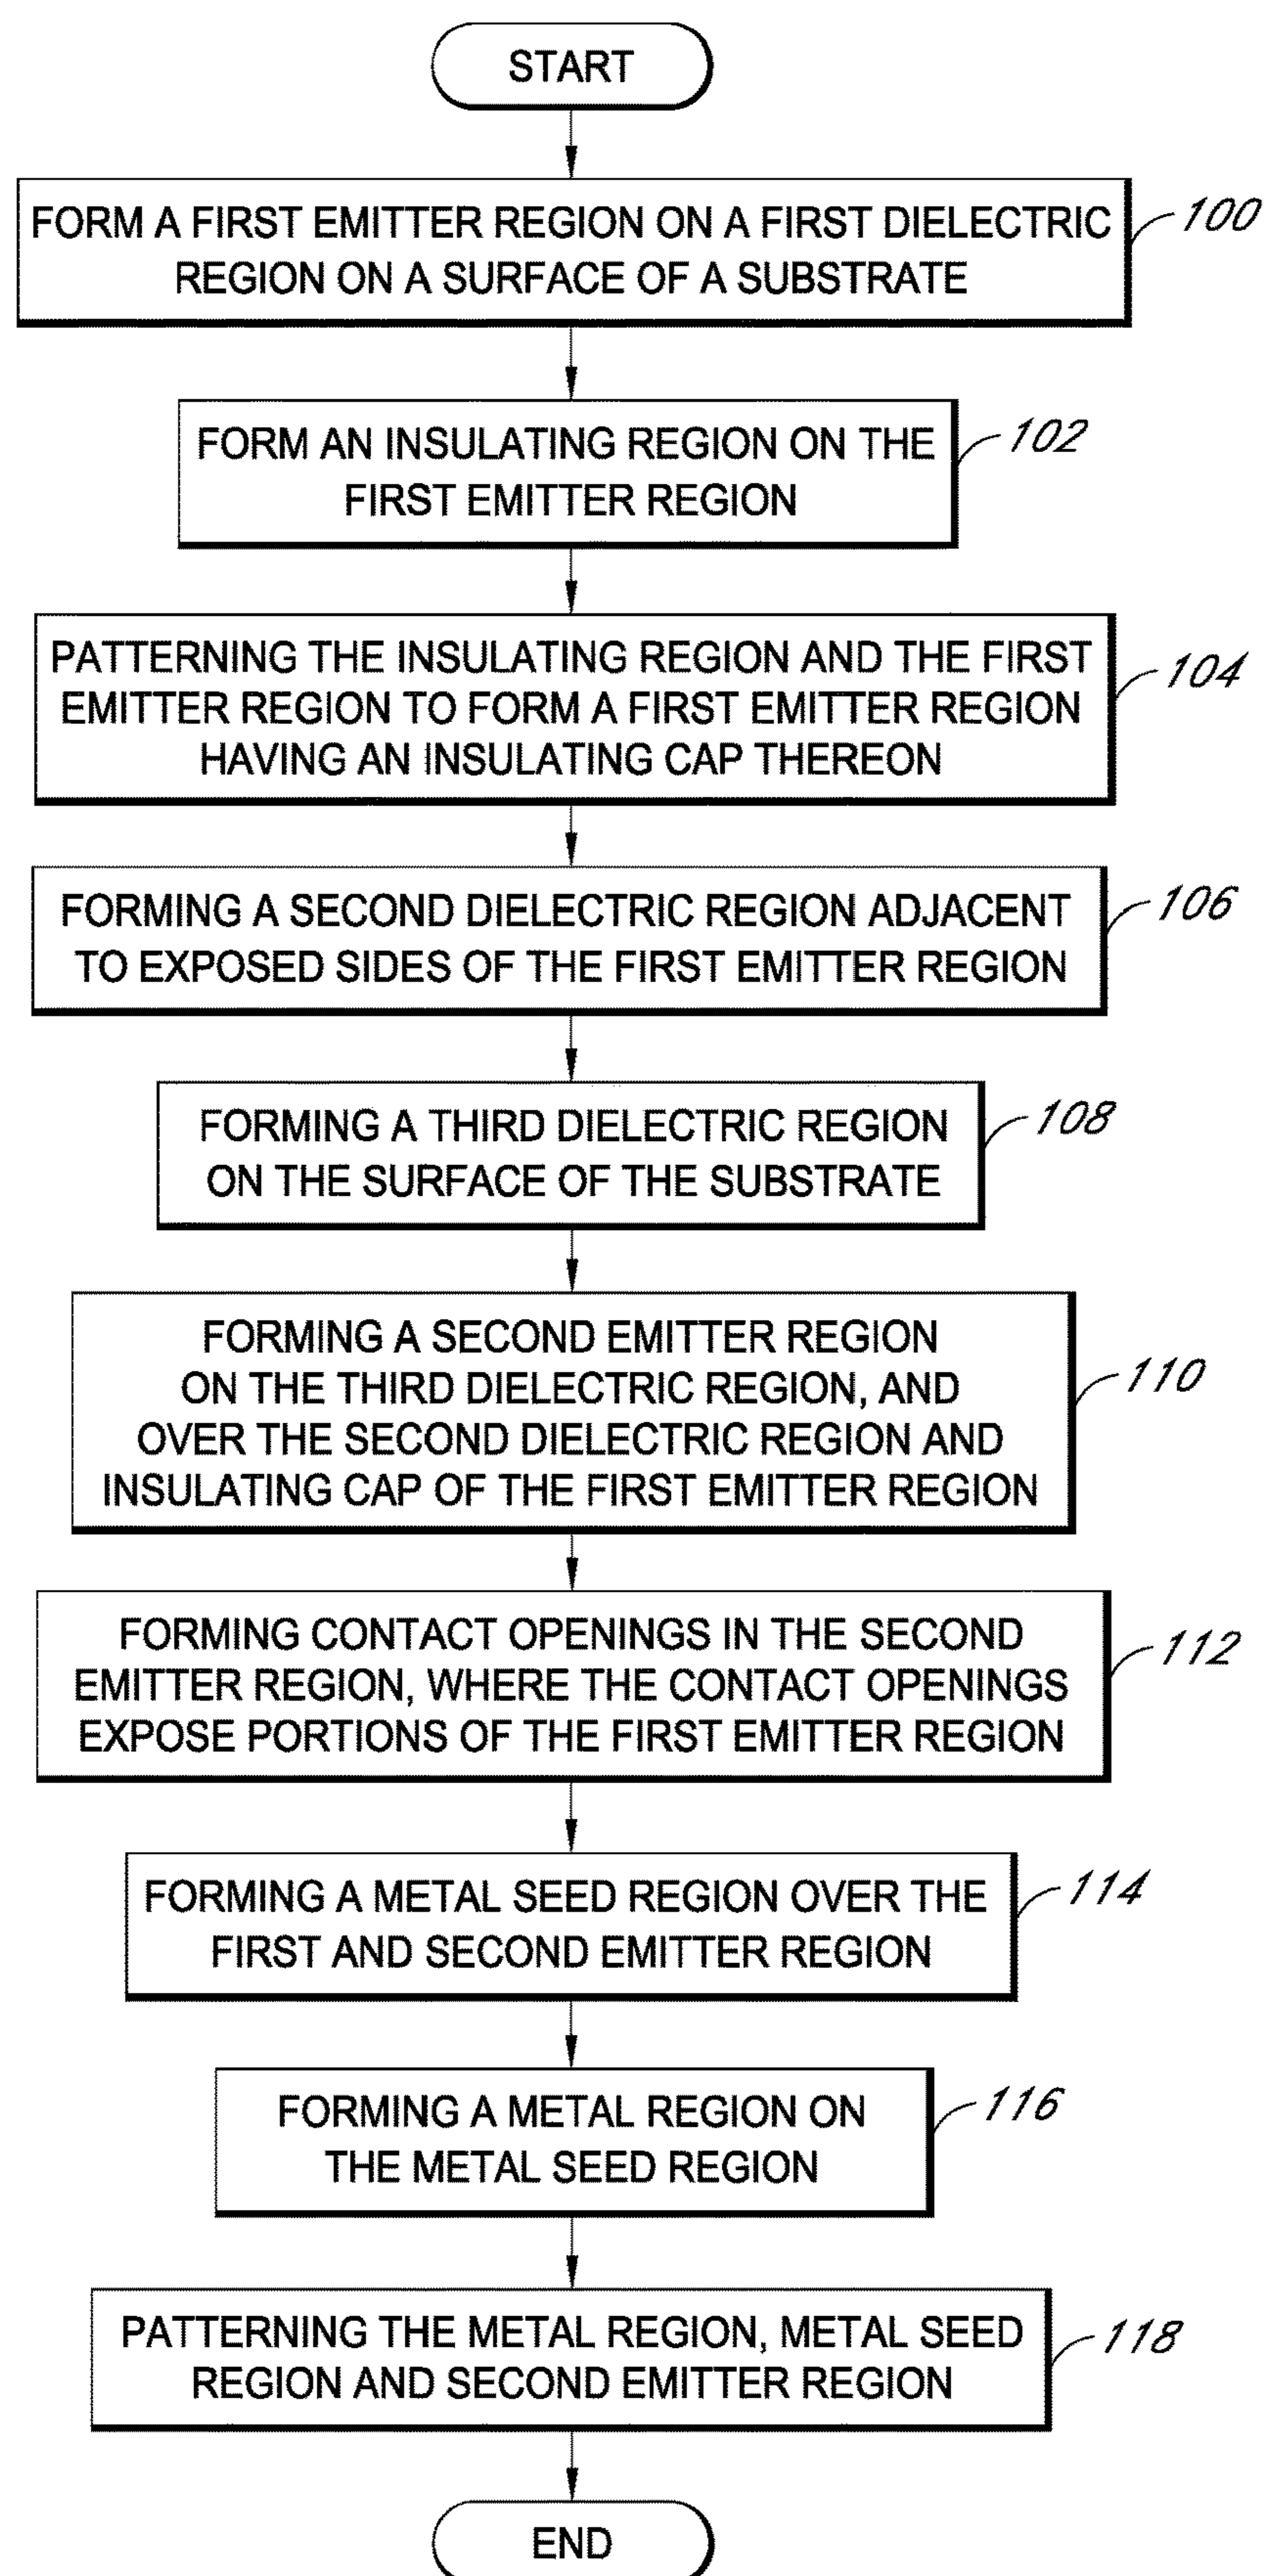 START
FORM A FIRST EMITTER REGION ON A FIRST DIELECTRIC
REGION ON A SURFACE OF A SUBSTRATE
100
FORM AN INSULATING REGION ON THE
FIRST EMITTER REGION
102
PATTERNING THE INSULATING REGION AND THE FIRST
EMITTER REGION TO FORM A FIRST EMITTER REGION
HAVING AN INSULATING CAP THEREON
104
FORMING A SECOND DIELECTRIC REGION ADJACENT
TO EXPOSED SIDES OF THE FIRST EMITTER REGION
106
FORMING A THIRD DIELECTRIC REGION
ON THE SURFACE OF THE SUBSTRATE
108
FORMING A SECOND EMITTER REGION
ON THE THIRD DIELECTRIC REGION, AND
OVER THE SECOND DIELECTRIC REGION AND
INSULATING CAP OF THE FIRST EMITTER REGION
110
FORMING CONTACT OPENINGS IN THE SECOND
EMITTER REGION, WHERE THE CONTACT OPENINGS
EXPOSE PORTIONS OF THE FIRST EMITTER REGION
112
FORMING A METAL SEED REGION OVER THE
FIRST AND SECOND EMITTER REGION
114
FORMING A METAL REGION ON
THE METAL SEED REGION
116
PATTERNING THE METAL REGION, METAL SEED
REGION AND SECOND EMITTER REGION
118
END